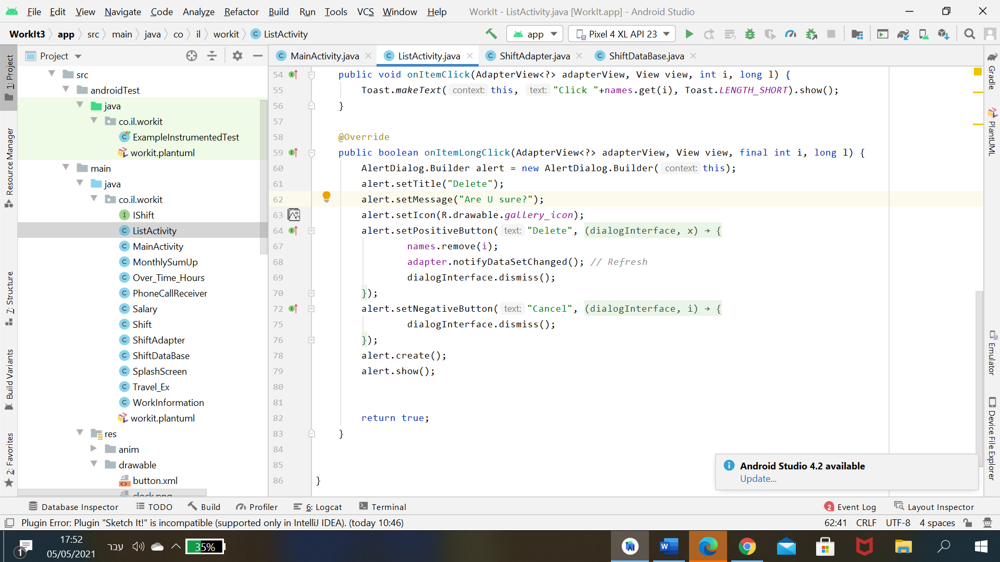 File Edit View Navigate Code Analyze Refactor Build Run Tools VCS Window Help WorkIt - ListActivity.java [WorkIt.app] - Android Studio
WorkIt3 app src main java co il workit ListActivity app Pixel 4 XL API 23
Project
MainActivity.java ListActivity.java ShiftAdapter.java ShiftDataBase.java
1: Project
Resource Manager
7: Structure
Build Variants
2: Favorites
src
androidTest
java
co.il.workit
ExampleInstrumentedTest
workit.plantuml
main
java
co.il.workit
IShift
ListActivity
MainActivity
MonthlySumUp
Over_Time_Hours
PhoneCallReceiver
Salary
Shift
ShiftAdapter
ShiftDataBase
SplashScreen
Travel_Ex
WorkInformation
workit.plantuml
res
anim
drawable
button.xml
clock.png
54 public void onItemClick(AdapterView<?> adapterView, View view, int i, long l) {
55 Toast.makeText( context: this, text: "Click "+names.get(i), Toast.LENGTH_SHORT).show();
56 }
57
58 @Override
59 public boolean onItemLongClick(AdapterView<?> adapterView, View view, final int i, long l) {
60 AlertDialog.Builder alert = new AlertDialog.Builder( context: this);
61 alert.setTitle("Delete");
62 alert.setMessage("Are U sure?");
63 alert.setIcon(R.drawable.gallery_icon);
64 alert.setPositiveButton( text: "Delete", (dialogInterface, x) → {
67 names.remove(i);
68 adapter.notifyDataSetChanged(); // Refresh
69 dialogInterface.dismiss();
70 });
72 alert.setNegativeButton( text: "Cancel", (dialogInterface, i) → {
75 dialogInterface.dismiss();
76 });
78 alert.create();
79 alert.show();
80
81
82 return true;
83 }
84
85
86 }
Gradle
PlantUML
Emulator
Device File Explorer
Android Studio 4.2 available
Update...
Database Inspector TODO Build Profiler 6: Logcat Terminal 2 Event Log Layout Inspector
Plugin Error: Plugin "Sketch It!" is incompatible (supported only in IntelliJ IDEA). (today 10:46) 62:41 CRLF UTF-8 4 spaces
1 17:52
05/05/2021
עבר
35%